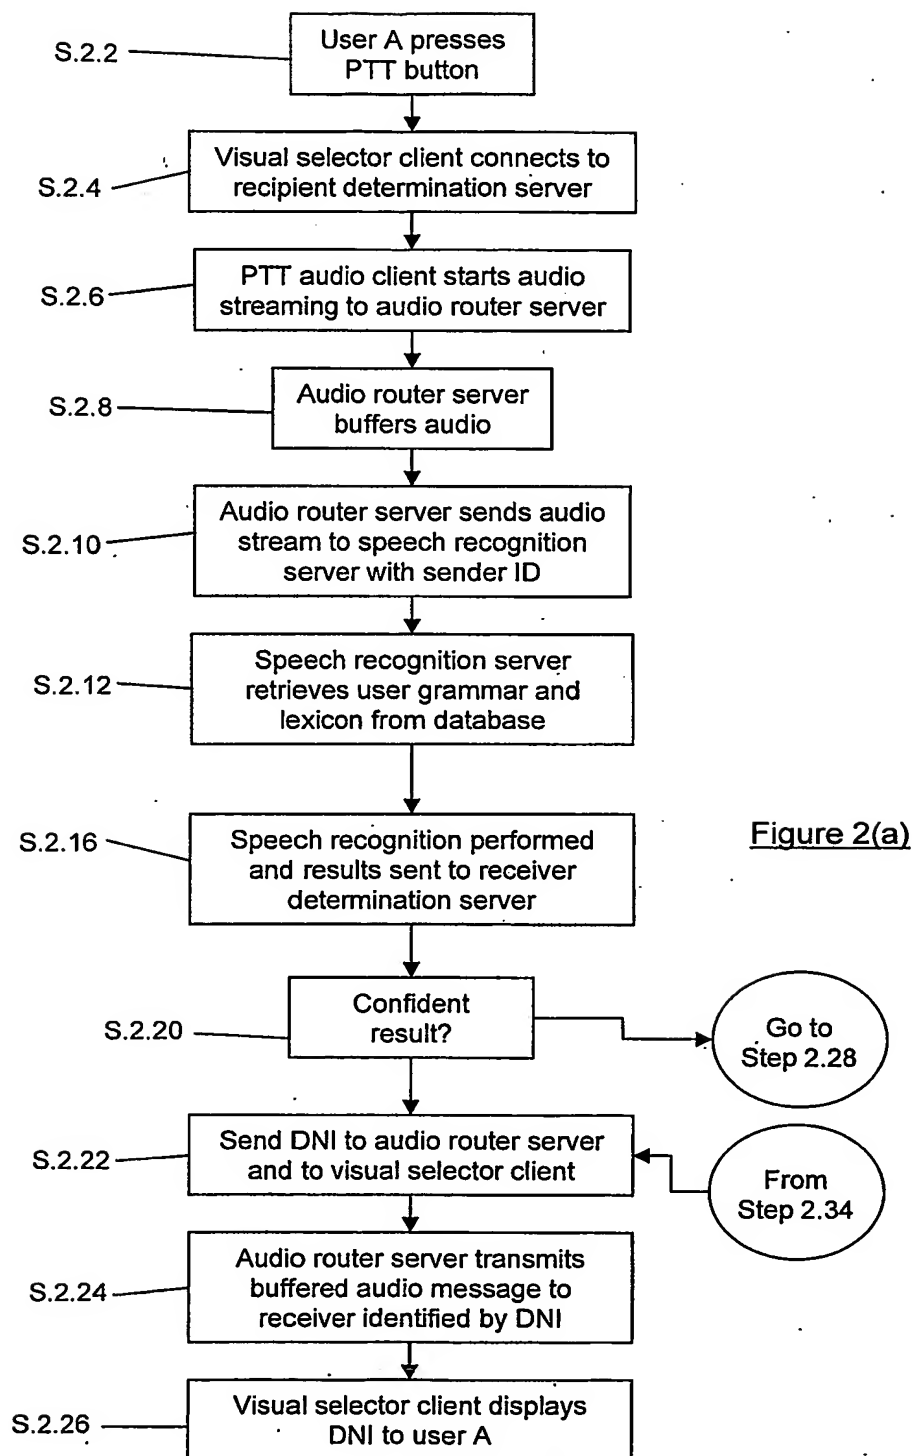 S.2.2
User A presses
PTT button
S.2.4
Visual selector client connects to
recipient determination server
S.2.6
PTT audio client starts audio
streaming to audio router server
S.2.8
Audio router server
buffers audio
S.2.10
Audio router server sends audio
stream to speech recognition
server with sender ID
S.2.12
Speech recognition server
retrieves user grammar and
lexicon from database
S.2.16
Speech recognition performed
and results sent to receiver
determination server
Figure 2(a)
S.2.20
Confident
result?
Go to
Step 2.28
S.2.22
Send DNI to audio router server
and to visual selector client
From
Step 2.34
S.2.24
Audio router server transmits
buffered audio message to
receiver identified by DNI
S.2.26
Visual selector client displays
DNI to user A